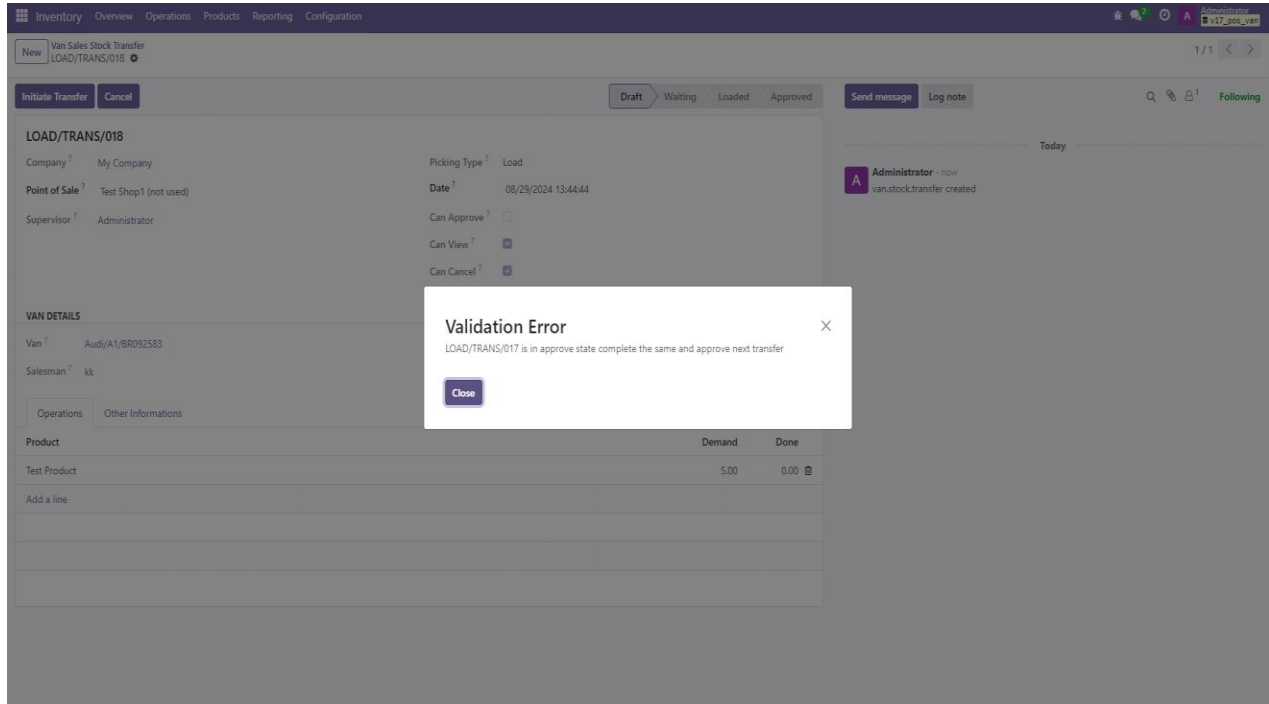 Inventory Overview Operations Products Reporting Configuration
2
A Administrator
v17_pos_van
New Van Sales Stock Transfer
LOAD/TRANS/018
1 / 1
Initiate Transfer Cancel
Draft Waiting Loaded Approved
Send message Log note
1 Following
LOAD/TRANS/018
Company ? My Company
Point of Sale ? Test Shop1 (not used)
Supervisor ? Administrator
Picking Type ? Load
Date ? 08/29/2024 13:44:44
Can Approve ?
Can View ?
Can Cancel ?
Today
A Administrator - now
van.stock.transfer created
VAN DETAILS
Van ? Audi/A1/BR092583
Salesman ? kk
Validation Error
LOAD/TRANS/017 is in approve state complete the same and approve next transfer
Close
Operations Other Informations
Product Demand Done
Test Product 5.00 0.00
Add a line